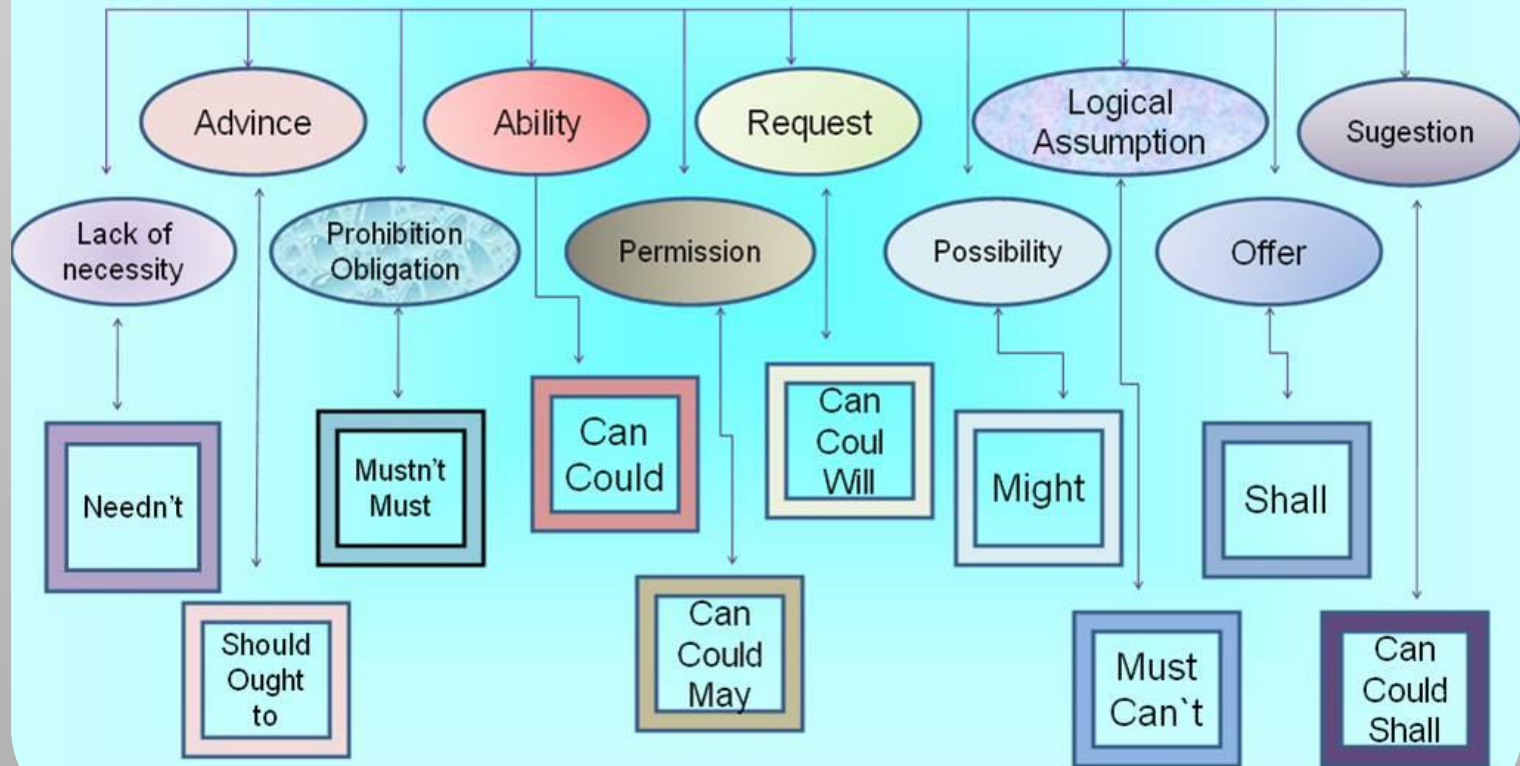 Advince
Ability
Request
Logical
Assumption
Sugestion
Lack of
necessity
Prohibition
Obligation
Permission
Possibility
Offer
Needn't
Mustn't
Must
Can
Could
Can
Coul
Will
Might
Shall
Should
Ought
to
Can
Could
May
Must
Can`t
Can
Could
Shall